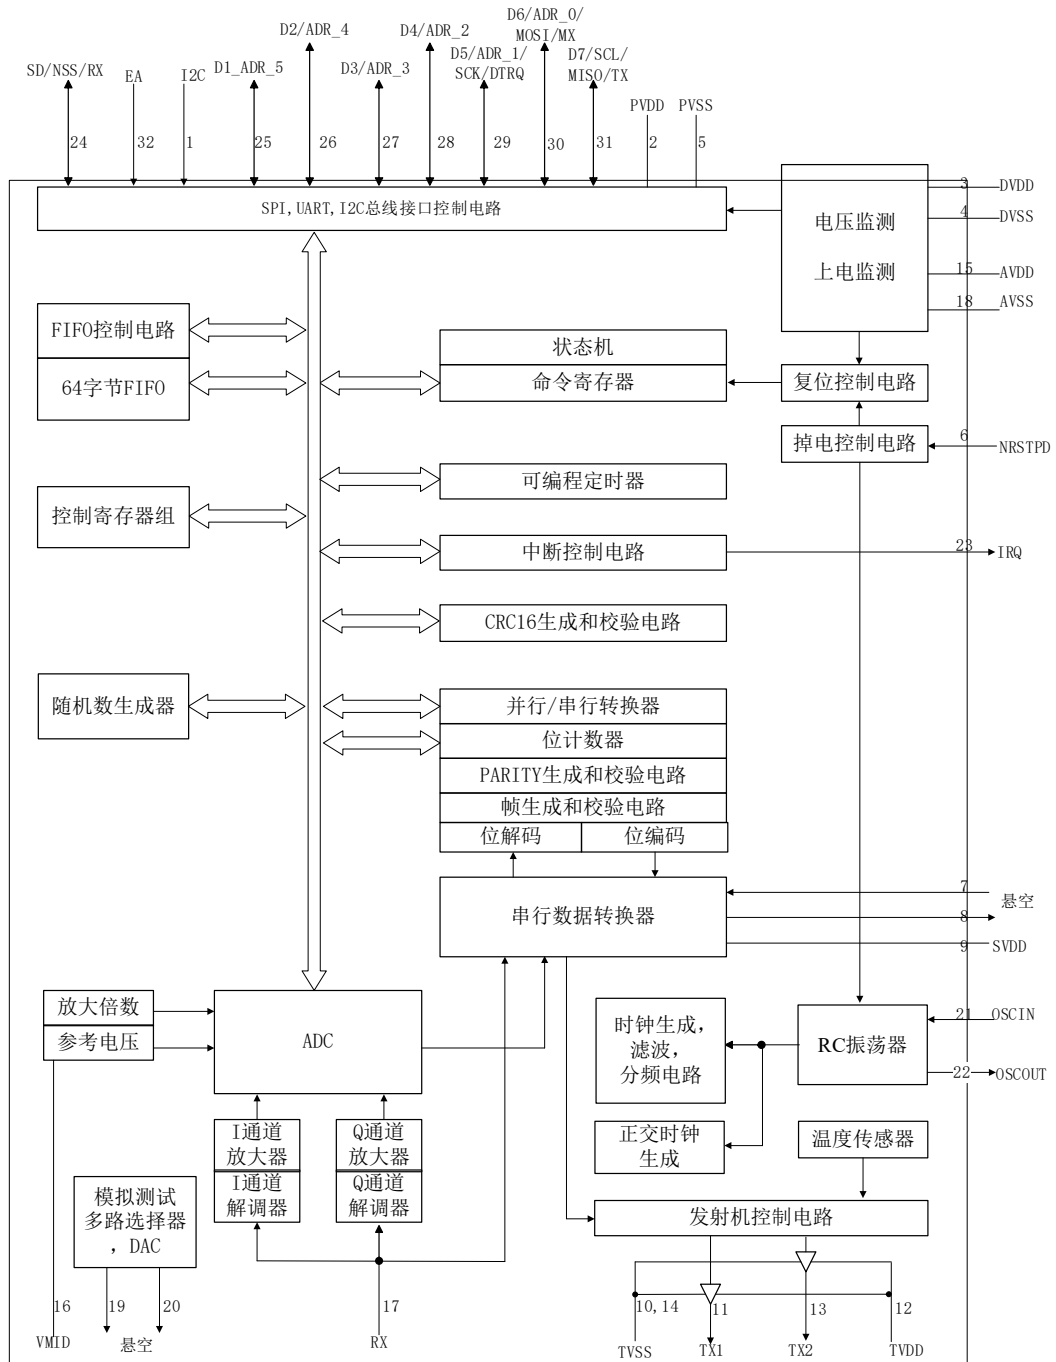 D6/ADR_0/
MOSI/MX
D2/ADR_4
D4/ADR_2
D5/ADR_1/
SCK/DTRQ
D7/SCL/
MISO/TX
SD/NSS/RX
EA
I2C
D1_ADR_5
D3/ADR_3
PVDD
PVSS
24
32
1
25
26
27
28
29
30
31
2
5
SPI,UART,I2C总线接口控制电路
电压监测
上电监测
3
DVDD
4
DVSS
15
AVDD
18
AVSS
FIFO控制电路
64字节FIFO
状态机
命令寄存器
复位控制电路
掉电控制电路
6
NRSTPD
可编程定时器
控制寄存器组
中断控制电路
23
IRQ
CRC16生成和校验电路
随机数生成器
并行/串行转换器
位计数器
PARITY生成和校验电路
帧生成和校验电路
位解码
位编码
串行数据转换器
7
8
悬空
9
SVDD
放大倍数
参考电压
ADC
时钟生成，
滤波，
分频电路
RC振荡器
21
OSCIN
22
OSCOUT
I通道
放大器
Q通道
放大器
正交时钟
生成
温度传感器
I通道
解调器
Q通道
解调器
模拟测试
多路选择器
，DAC
发射机控制电路
16
19
20
17
10,14
11
13
12
VMID
悬空
RX
TVSS
TX1
TX2
TVDD